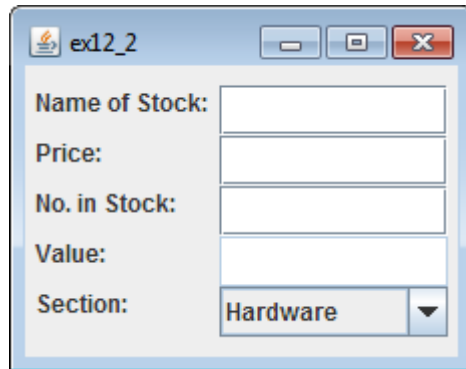 ex12_2
Name of Stock:
Price:
No. in Stock:
Value:
Section:
Hardware